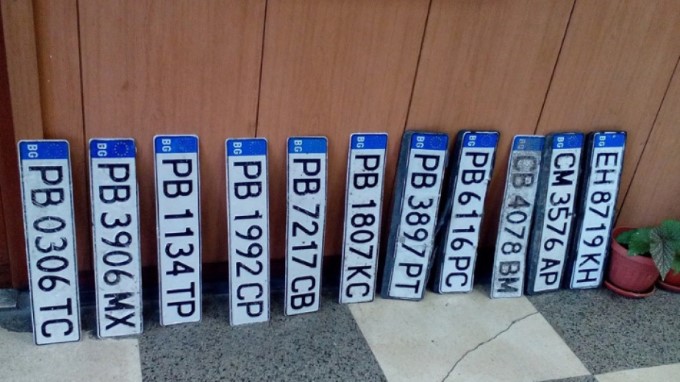 BG PB 0306 TC
BG PB 3906 MX
BG PB 1134 TP
BG PB 1992 CP
BG PB 7217 CB
BG PB 1807 KC
BG PB 3897 PT
BG PB 6116 PC
BG CB 4078 BM
BG CM 3576 AP
BG EH 8719 KH